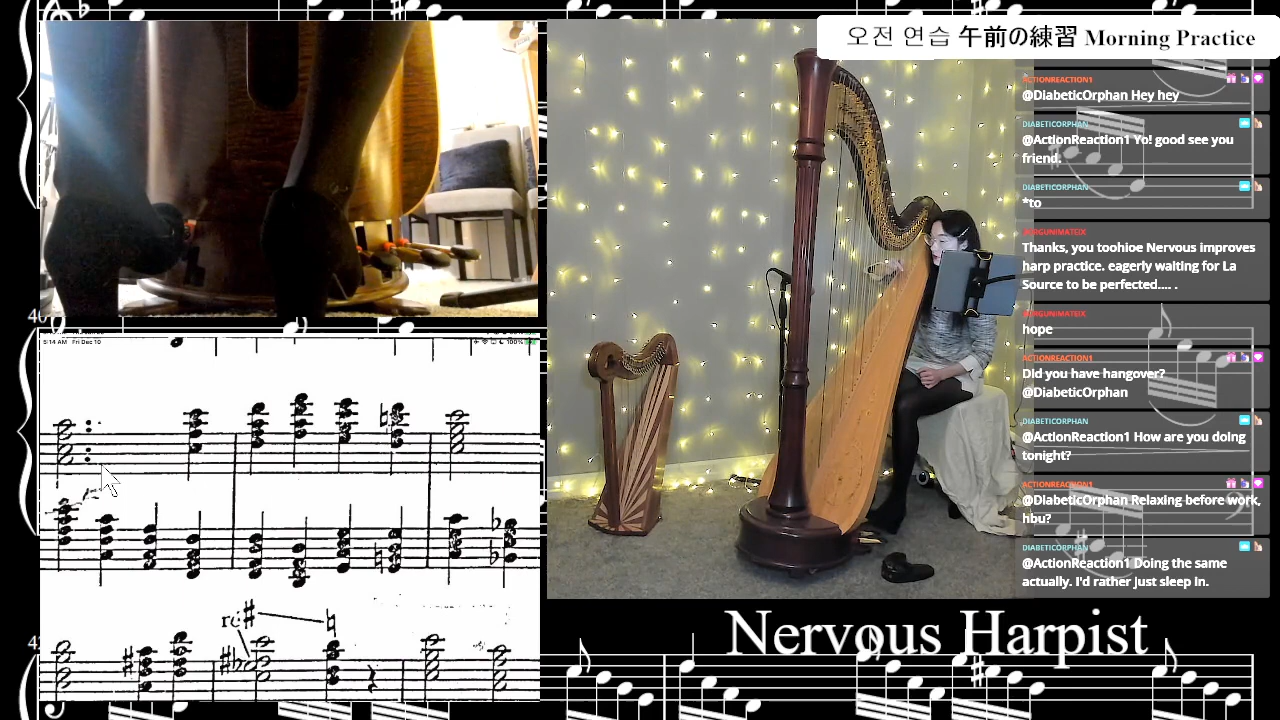 오전 연습 午前の練習 Morning Practice
ACTIONREACTION1
@DiabeticOrphan Hey hey
DIABETICORPHAN
@ActionReaction1 Yo! good see you
friend.
DIABETICORPHAN
*to
Thanks, you toohioe Nervous improves
harp practice. eagerly waiting for La
Source to be perfected.... .
hope
ACTIONREACTION1
Did you have hangover?
@DiabeticOrphan
DIABETICORPHAN
@ActionReaction1 How are you doing
tonight?
ACTIONREACTION1
@DiabeticOrphan Relaxing before work,
hbu?
DIABETICORPHAN
@ActionReaction1 Doing the same
actually. I'd rather just sleep in.
5:14 AM Fri Dec 10
100%
ré
Nervous Harpist